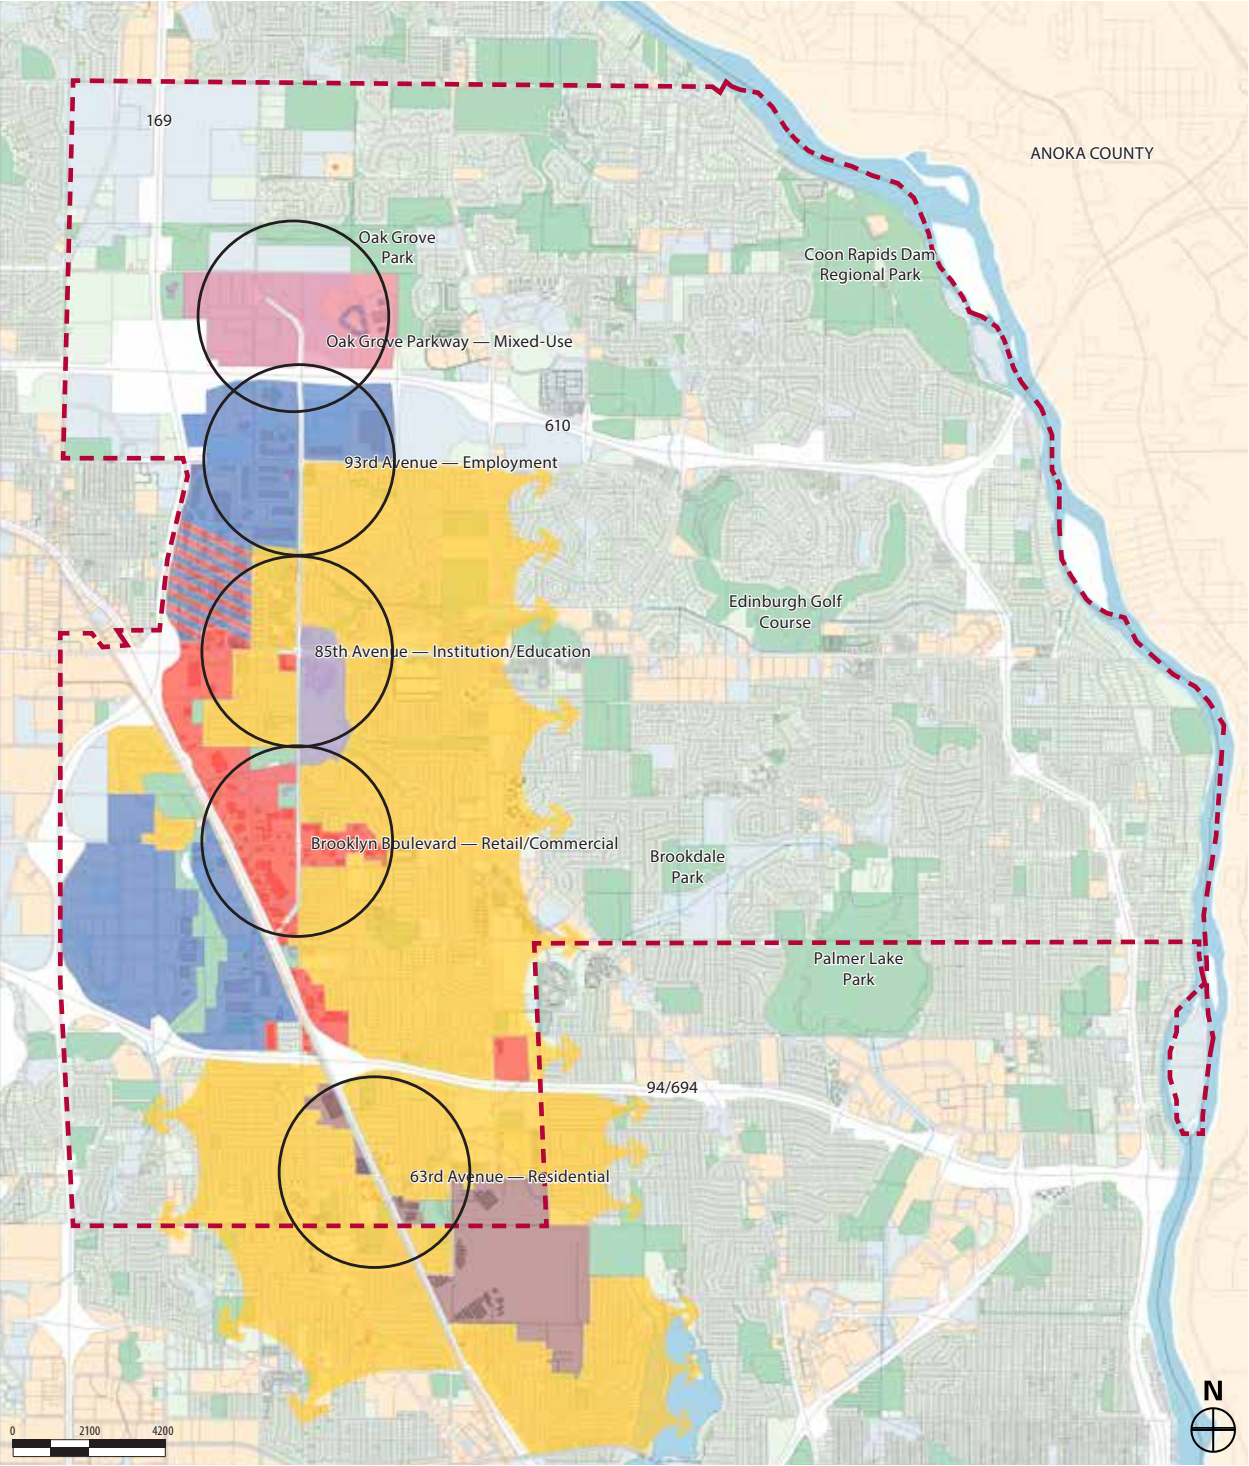 169
ANOKA COUNTY
Oak Grove
Park
Coon Rapids Dam
Regional Park
Oak Grove Parkway — Mixed-Use
610
93rd Avenue — Employment
Edinburgh Golf
Course
85th Avenue — Institution/Education
Brooklyn Boulevard — Retail/Commercial
Brookdale
Park
Palmer Lake
Park
94/694
63rd Avenue — Residential
N
0 2100 4200